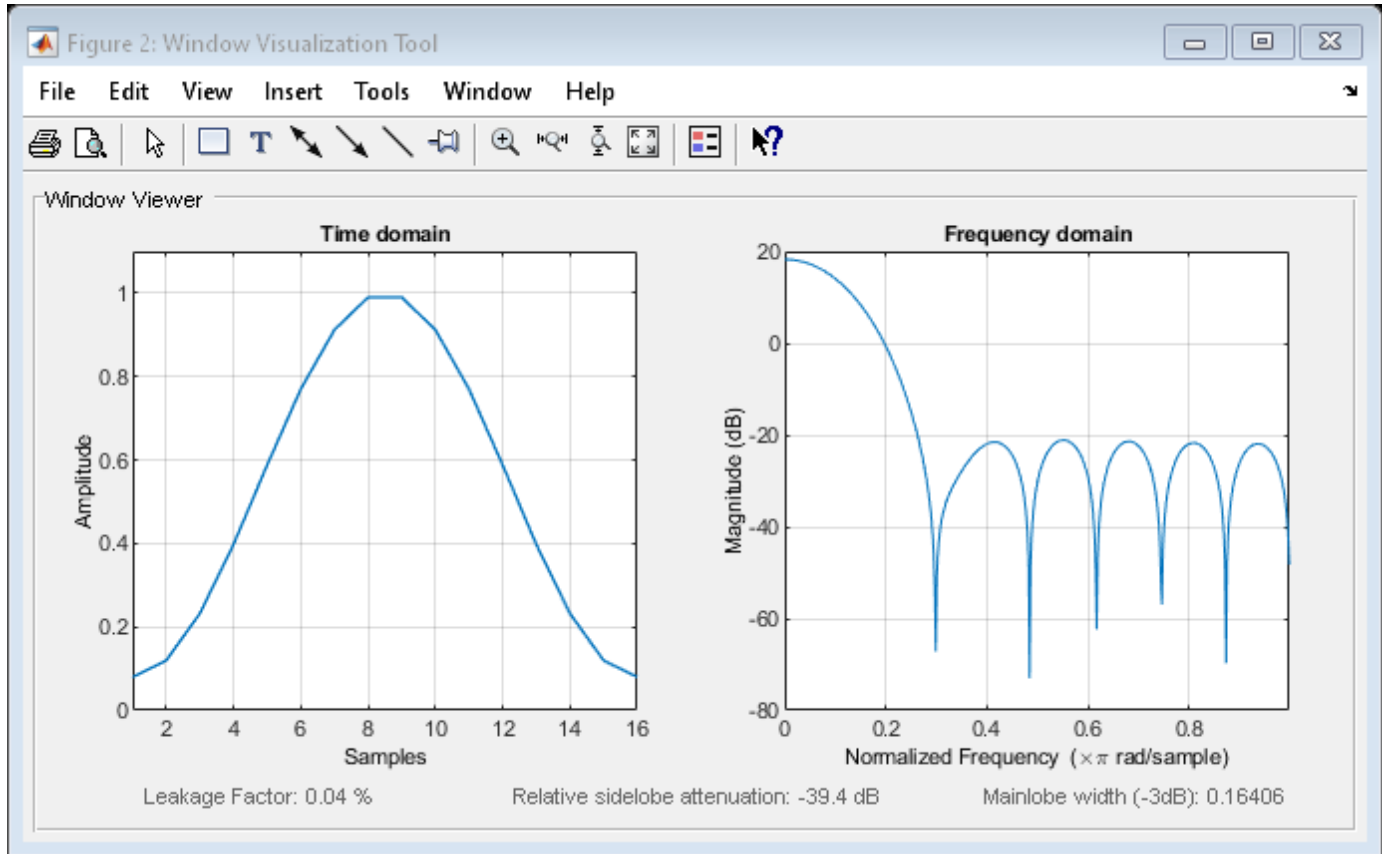 Figure 2: Window Visualization Tool
File Edit View Insert Tools Window Help
T
?
Window Viewer
Time domain
1
0.8
0.6
0.4
0.2
0
Amplitude
2 4 6 8 10 12 14 16
Samples
Frequency domain
20
0
-20
-40
-60
-80
Magnitude (dB)
0 0.2 0.4 0.6 0.8
Normalized Frequency (×π rad/sample)
Leakage Factor: 0.04 % Relative sidelobe attenuation: -39.4 dB Mainlobe width (-3dB): 0.16406